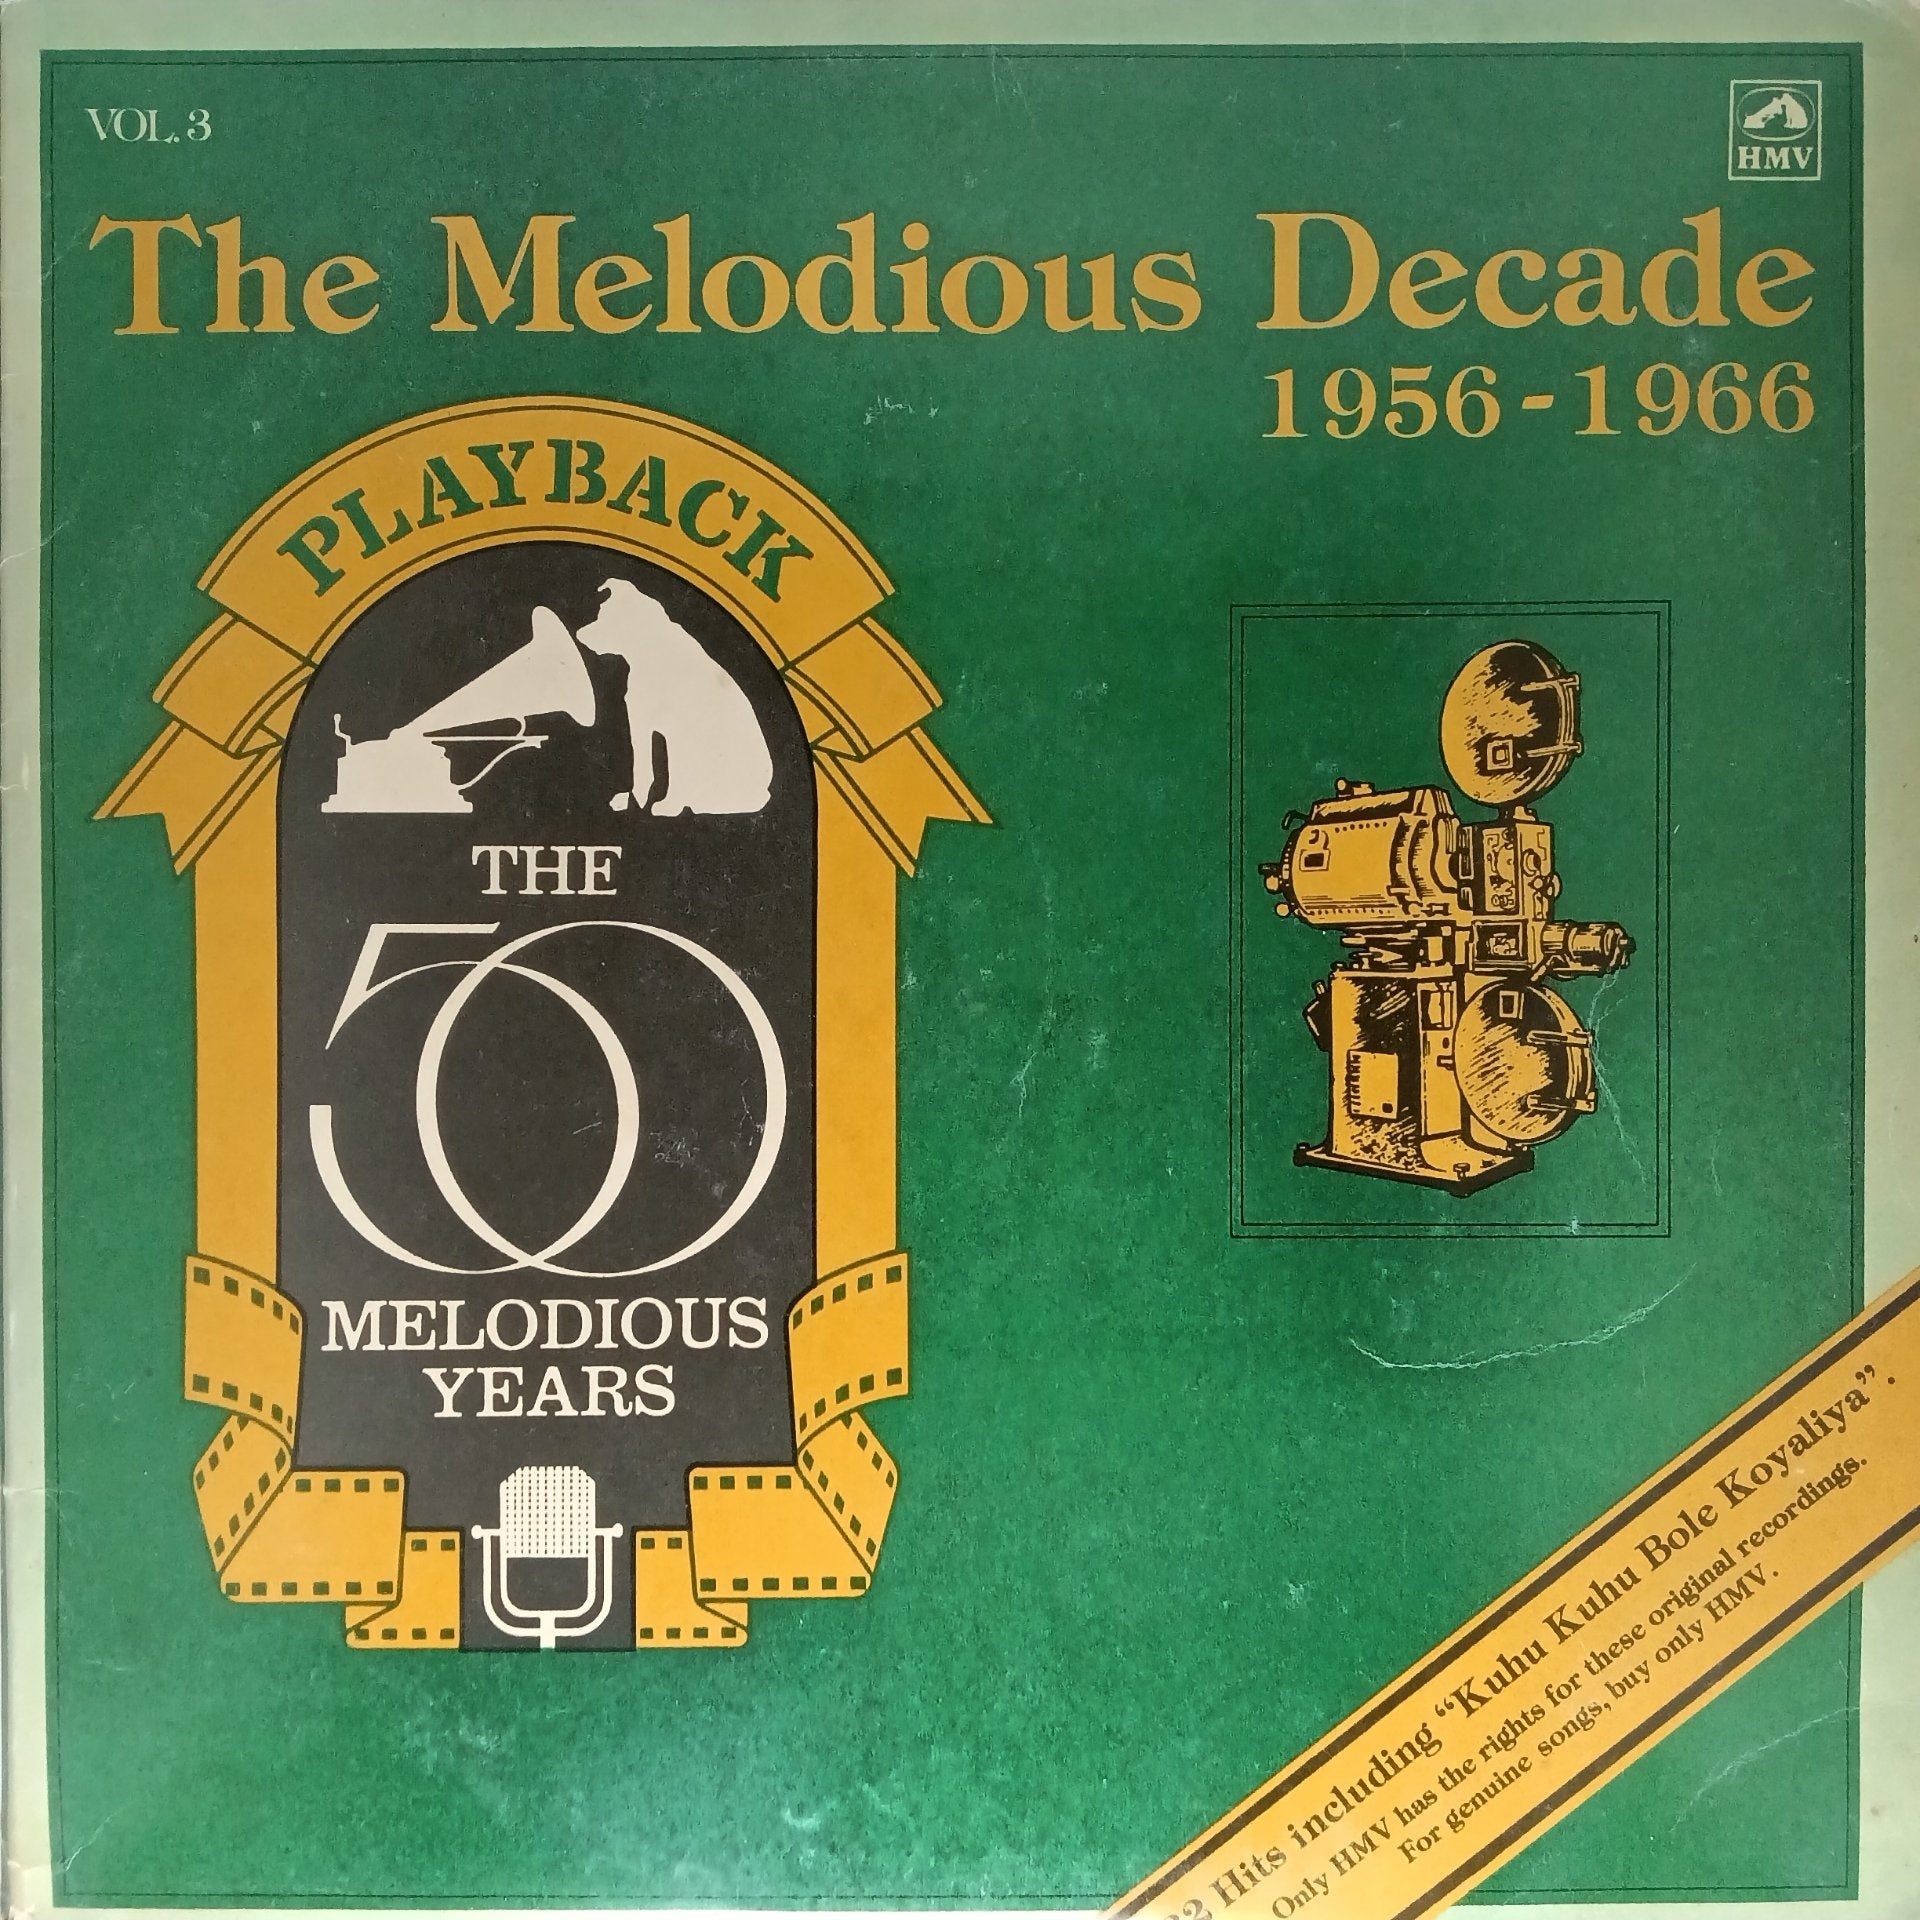 VOL. 3
HMV
The Melodious Decade
1956 - 1966
PLAYBACK
THE
50
MELODIOUS
YEARS
Hits including “Kuhu Kuhu Bole Koyaliya”.
Only HMV has the rights for these original recordings.
For genuine songs, buy only HMV.